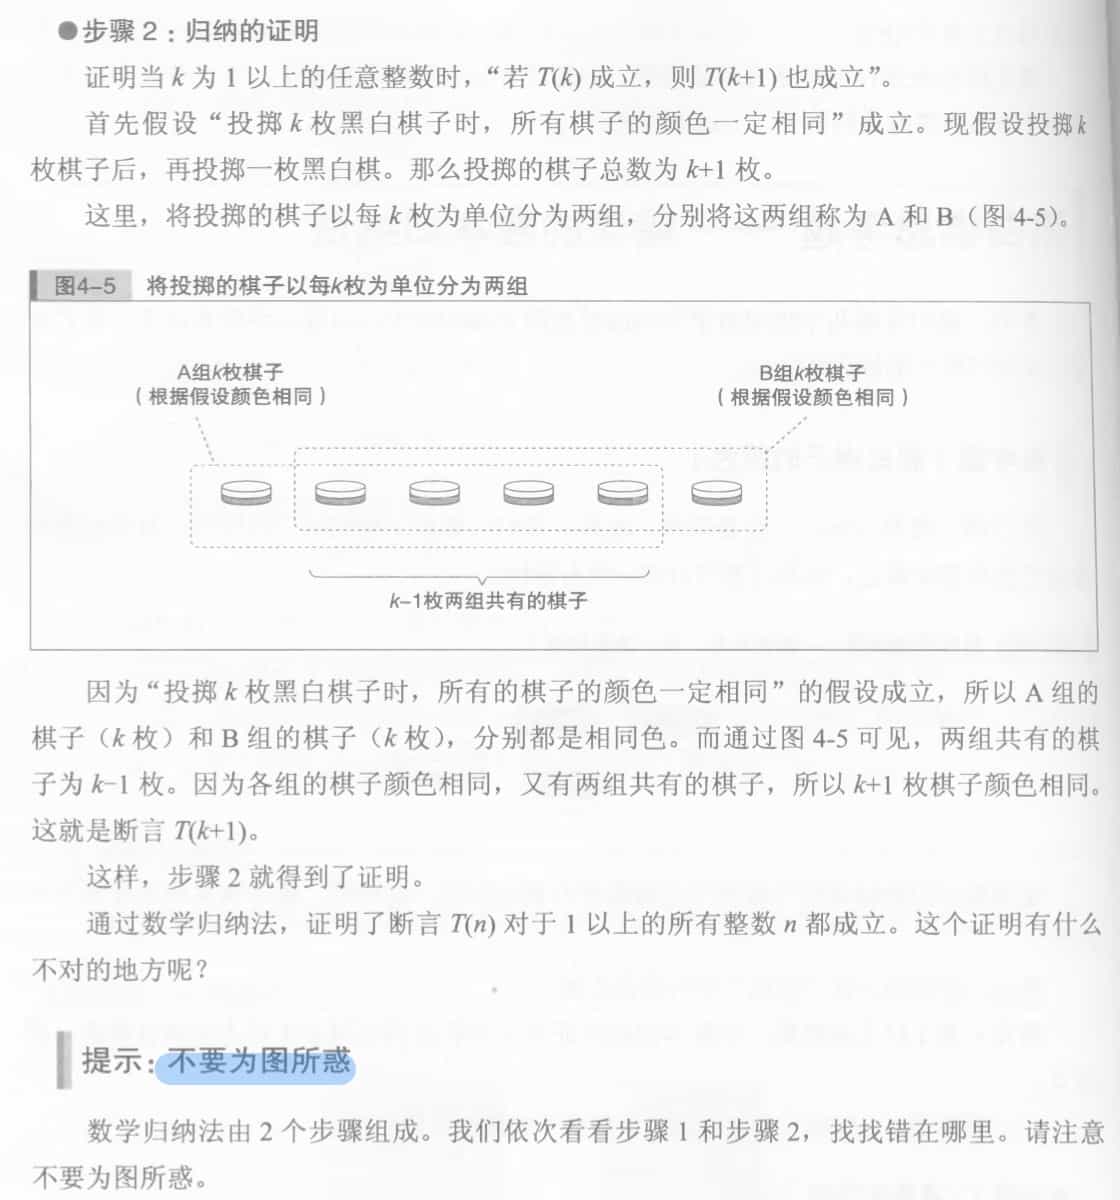 ●步骤 2：归纳的证明
证明当 k 为 1 以上的任意整数时，“若 T(k) 成立，则 T(k+1) 也成立”。
首先假设“投掷 k 枚黑白棋子时，所有棋子的颜色一定相同”成立。现假设投掷 k
枚棋子后，再投掷一枚黑白棋。那么投掷的棋子总数为 k+1 枚。
这里，将投掷的棋子以每 k 枚为单位分为两组，分别将这两组称为 A 和 B（图 4-5）。
图4–5 将投掷的棋子以每k枚为单位分为两组
A组k枚棋子
（根据假设颜色相同）
B组k枚棋子
（根据假设颜色相同）
k–1枚两组共有的棋子
因为“投掷 k 枚黑白棋子时，所有的棋子的颜色一定相同”的假设成立，所以 A 组的
棋子（k 枚）和 B 组的棋子（k 枚），分别都是相同色。而通过图 4-5 可见，两组共有的棋
子为 k−1 枚。因为各组的棋子颜色相同，又有两组共有的棋子，所以 k+1 枚棋子颜色相同。
这就是断言 T(k+1)。
这样，步骤 2 就得到了证明。
通过数学归纳法，证明了断言 T(n) 对于 1 以上的所有整数 n 都成立。这个证明有什么
不对的地方呢？
提示：不要为图所惑
数学归纳法由 2 个步骤组成。我们依次看看步骤 1 和步骤 2，找找错在哪里。请注意
不要为图所惑。